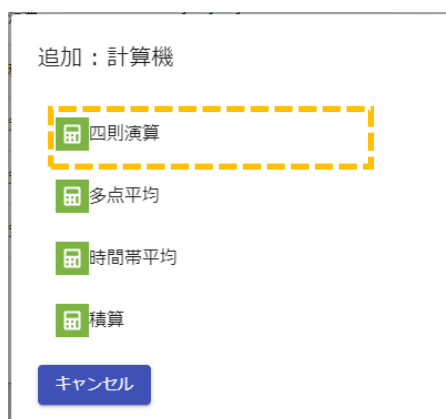 追加：計算機
四則演算
多点平均
時間帯平均
積算
キャンセル